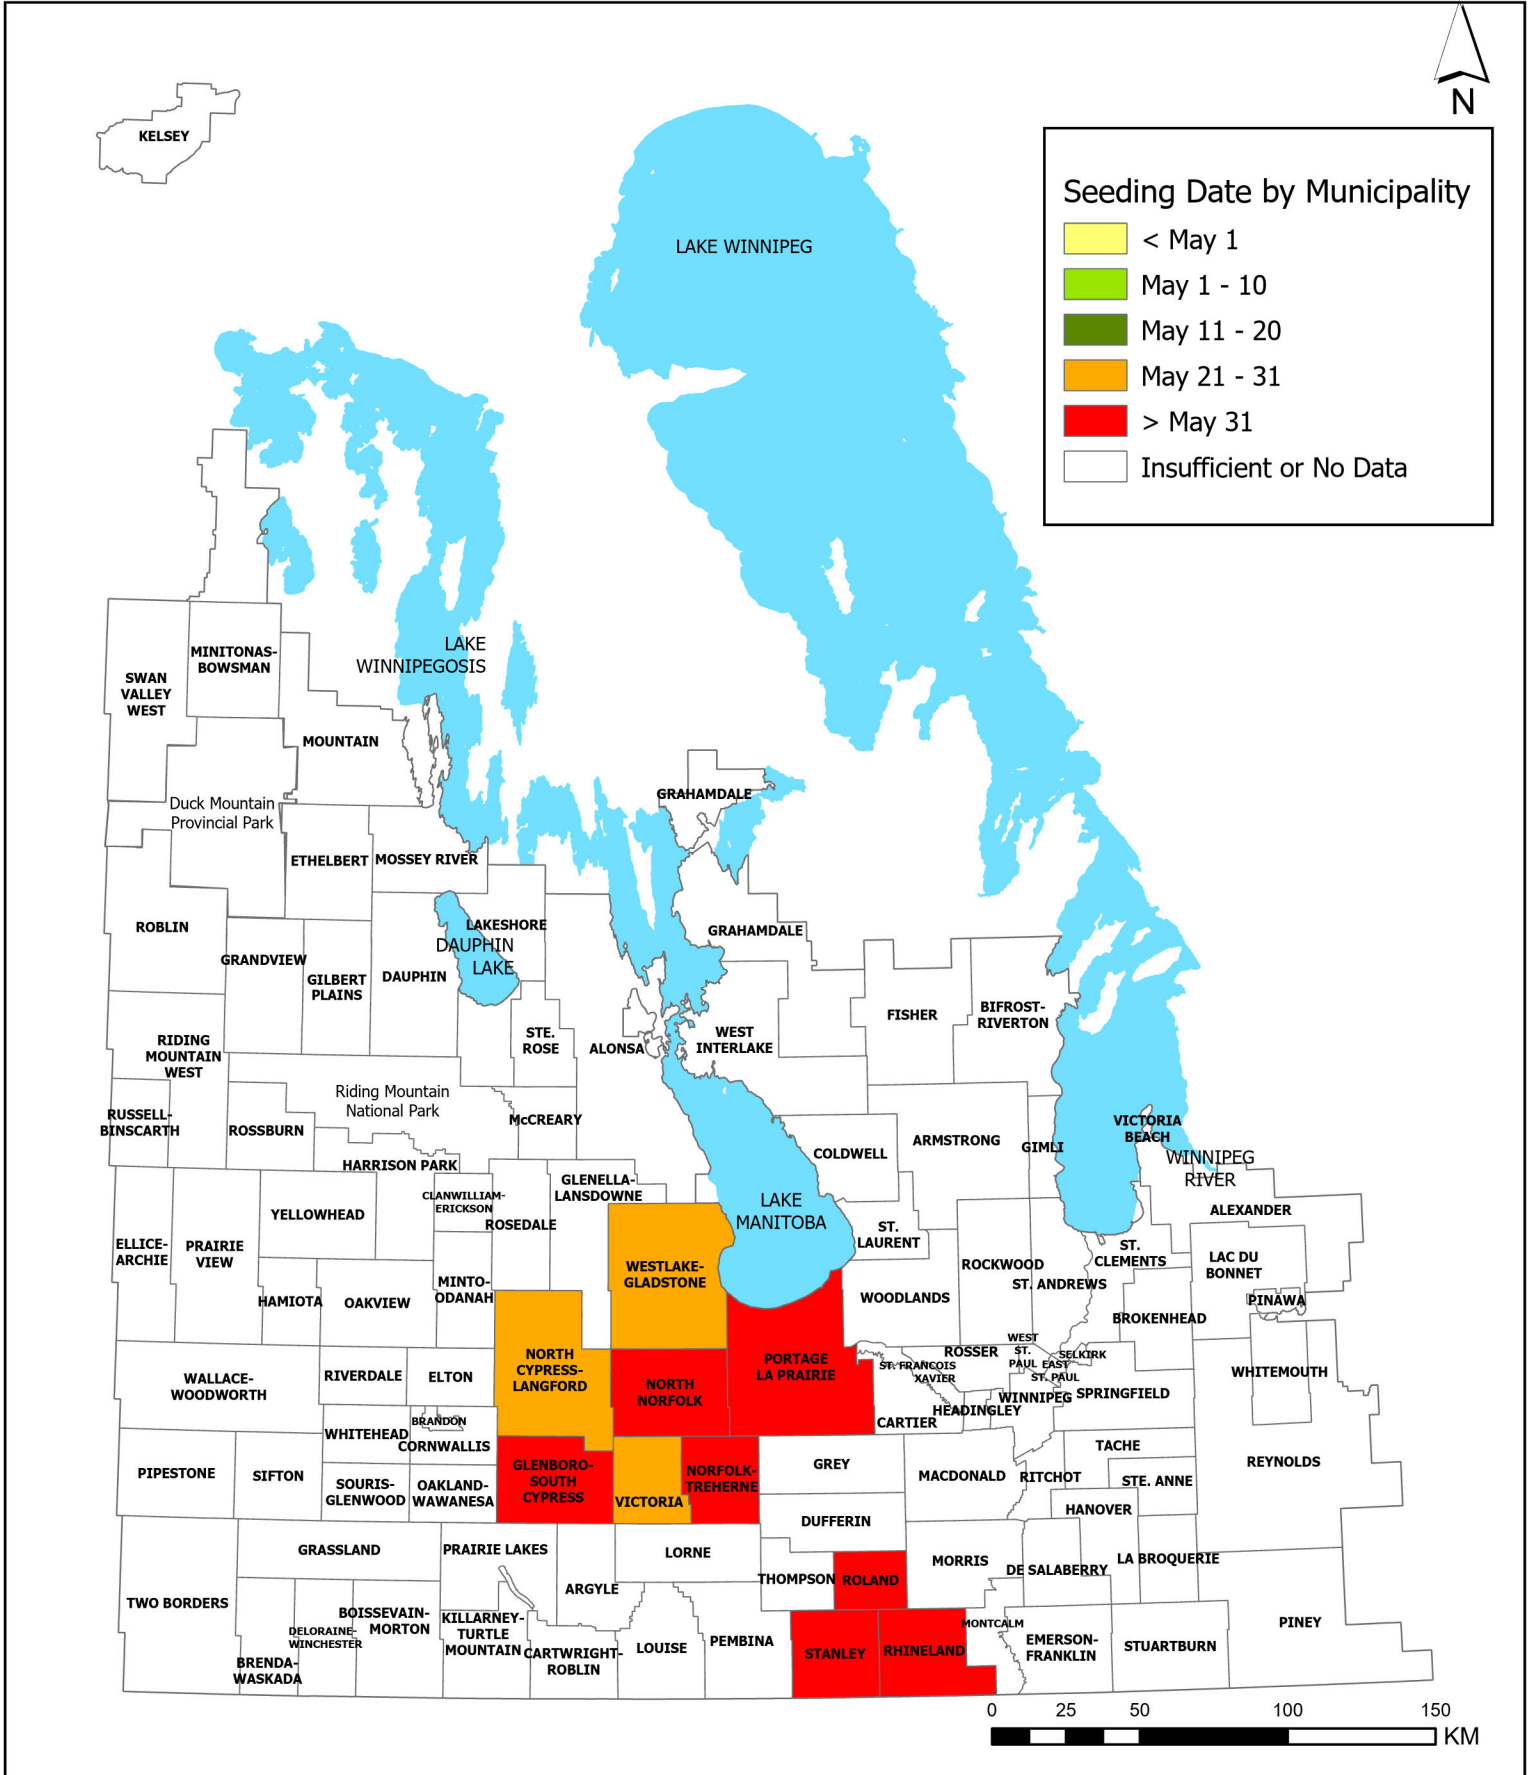 N
KELSEY
Seeding Date by Municipality
< May 1
May 1 - 10
May 11 - 20
May 21 - 31
> May 31
Insufficient or No Data
LAKE WINNIPEG
LAKE
WINNIPEGOSIS
MINITONAS-
BOWSMAN
SWAN
VALLEY
WEST
MOUNTAIN
Duck Mountain
Provincial Park
GRAHAMDALE
ETHELBERT
MOSSEY RIVER
ROBLIN
LAKESHORE
DAUPHIN
LAKE
GRAHAMDALE
GRANDVIEW
GILBERT
PLAINS
DAUPHIN
FISHER
BIFROST-
RIVERTON
RIDING
MOUNTAIN
WEST
STE.
ROSE
ALONSA
WEST
INTERLAKE
Riding Mountain
National Park
RUSSELL-
BINSCARTH
ROSSBURN
McCREARY
VICTORIA
BEACH
ARMSTRONG
GIMLI
COLDWELL
HARRISON PARK
WINNIPEG
RIVER
GLENELLA-
LANSDOWNE
CLANWILLIAM-
ERICKSON
ROSEDALE
YELLOWHEAD
LAKE
MANITOBA
ALEXANDER
ST.
LAURENT
ELLICE-
ARCHIE
PRAIRIE
VIEW
ST.
CLEMENTS
LAC DU
BONNET
ROCKWOOD
WESTLAKE-
GLADSTONE
ST. ANDREWS
MINTO-
ODANAH
HAMIOTA
OAKVIEW
WOODLANDS
PINAWA
BROKENHEAD
NORTH
CYPRESS-
LANGFORD
PORTAGE
LA PRAIRIE
ROSSER
WEST
ST.
PAUL
EAST
ST. PAUL
SELKIRK
ST. FRANCOIS
XAVIER
WHITEMOUTH
WALLACE-
WOODWORTH
RIVERDALE
ELTON
NORTH
NORFOLK
WINNIPEG
SPRINGFIELD
HEADINGLEY
CARTIER
BRANDON
WHITEHEAD
CORNWALLIS
TACHE
PIPESTONE
SIFTON
SOURIS-
GLENWOOD
OAKLAND-
WAWANESA
GLENBORO-
SOUTH
CYPRESS
VICTORIA
NORFOLK-
TREHERNE
GREY
MACDONALD
RITCHOT
STE. ANNE
REYNOLDS
HANOVER
DUFFERIN
GRASSLAND
PRAIRIE LAKES
LORNE
MORRIS
DE SALABERRY
LA BROQUERIE
THOMPSON
ROLAND
ARGYLE
TWO BORDERS
BOISSEVAIN-
MORTON
DELORAINE-
WINCHESTER
BRENDA-
WASKADA
KILLARNEY-
TURTLE
MOUNTAIN
CARTWRIGHT-
ROBLIN
LOUISE
PEMBINA
STANLEY
RHINELAND
MONTCALM
EMERSON-
FRANKLIN
STUARTBURN
PINEY
0 25 50 100 150
KM